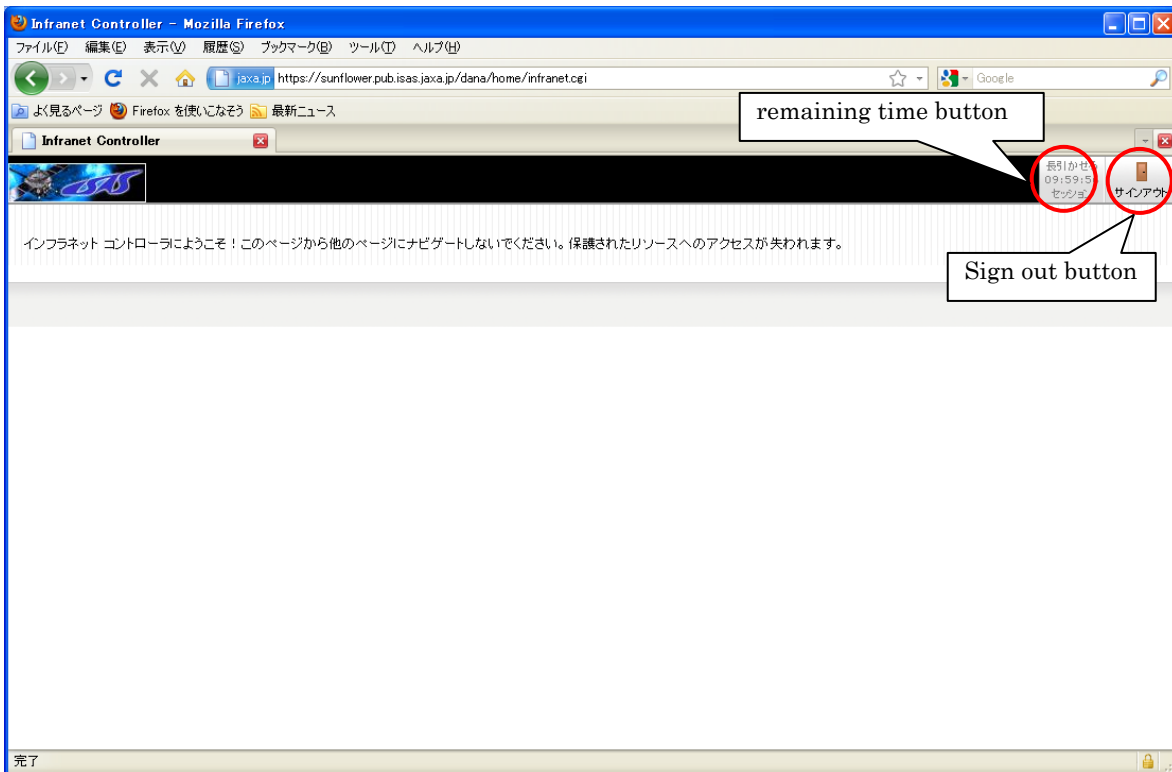 Infranet Controller - Mozilla Firefox
ファイル(F) 編集(E) 表示(V) 履歴(S) ブックマーク(B) ツール(T) ヘルプ(H)
jaxa.jp https://sunflower.pub.isas.jaxa.jp/dana/home/infranet.cgi Google
よく見るページ Firefox を使いこなそう 最新ニュース
remaining time button
Infranet Controller
ISAS
長引かせる
09:59:5
セッション
サインアウト
インフラネット コントローラにようこそ！このページから他のページにナビゲートしないでください。保護されたリソースへのアクセスが失われます。
Sign out button
完了